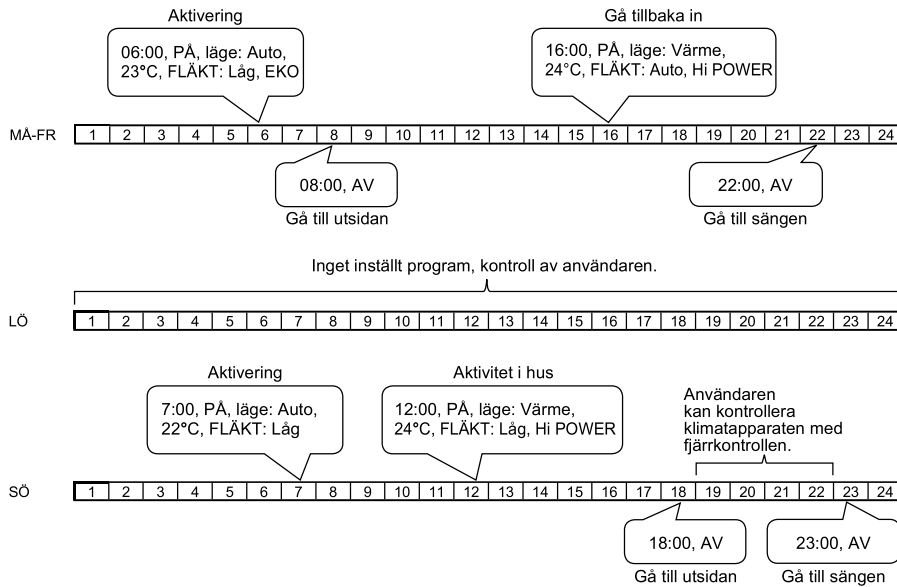 Aktivering
06:00, PÅ, läge: Auto,
23°C, FLÄKT: Låg, EKO
Gå tillbaka in
16:00, PÅ, läge: Värme,
24°C, FLÄKT: Auto, Hi POWER
MÅ-FR 1 2 3 4 5 6 7 8 9 10 11 12 13 14 15 16 17 18 19 20 21 22 23 24
08:00, AV
Gå till utsidan
22:00, AV
Gå till sängen
Inget inställt program, kontroll av användaren.
LÖ 1 2 3 4 5 6 7 8 9 10 11 12 13 14 15 16 17 18 19 20 21 22 23 24
Aktivering
7:00, PÅ, läge: Auto,
22°C, FLÄKT: Låg
Aktivitet i hus
12:00, PÅ, läge: Värme,
24°C, FLÄKT: Låg, Hi POWER
Användaren
kan kontrollera
klimatapparaten med
fjärrkontrollen.
SÖ 1 2 3 4 5 6 7 8 9 10 11 12 13 14 15 16 17 18 19 20 21 22 23 24
18:00, AV
Gå till utsidan
23:00, AV
Gå till sängen